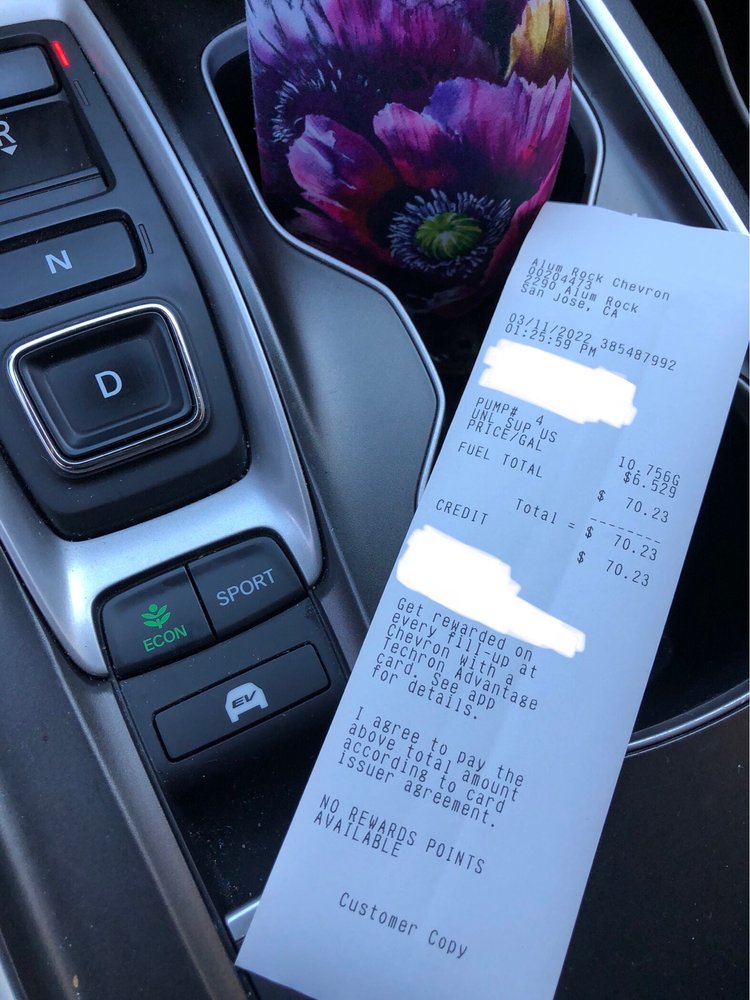 R
N
D
ECON
SPORT
EV
Alum Rock Chevron
00204473
2290 Alum Rock
San Jose, CA
03/11/2022 385487992
01:25:59 PM
PUMP# 4
UNL SUP US 10.756G
PRICE/GAL $6.529
FUEL TOTAL $ 70.23
--------
Total = $ 70.23
CREDIT $ 70.23
Get rewarded on
every fill-up at
Chevron with a
Techron Advantage
card. See app
for details.
I agree to pay the
above total amount
according to card
issuer agreement.
NO REWARDS POINTS
AVAILABLE
Customer Copy